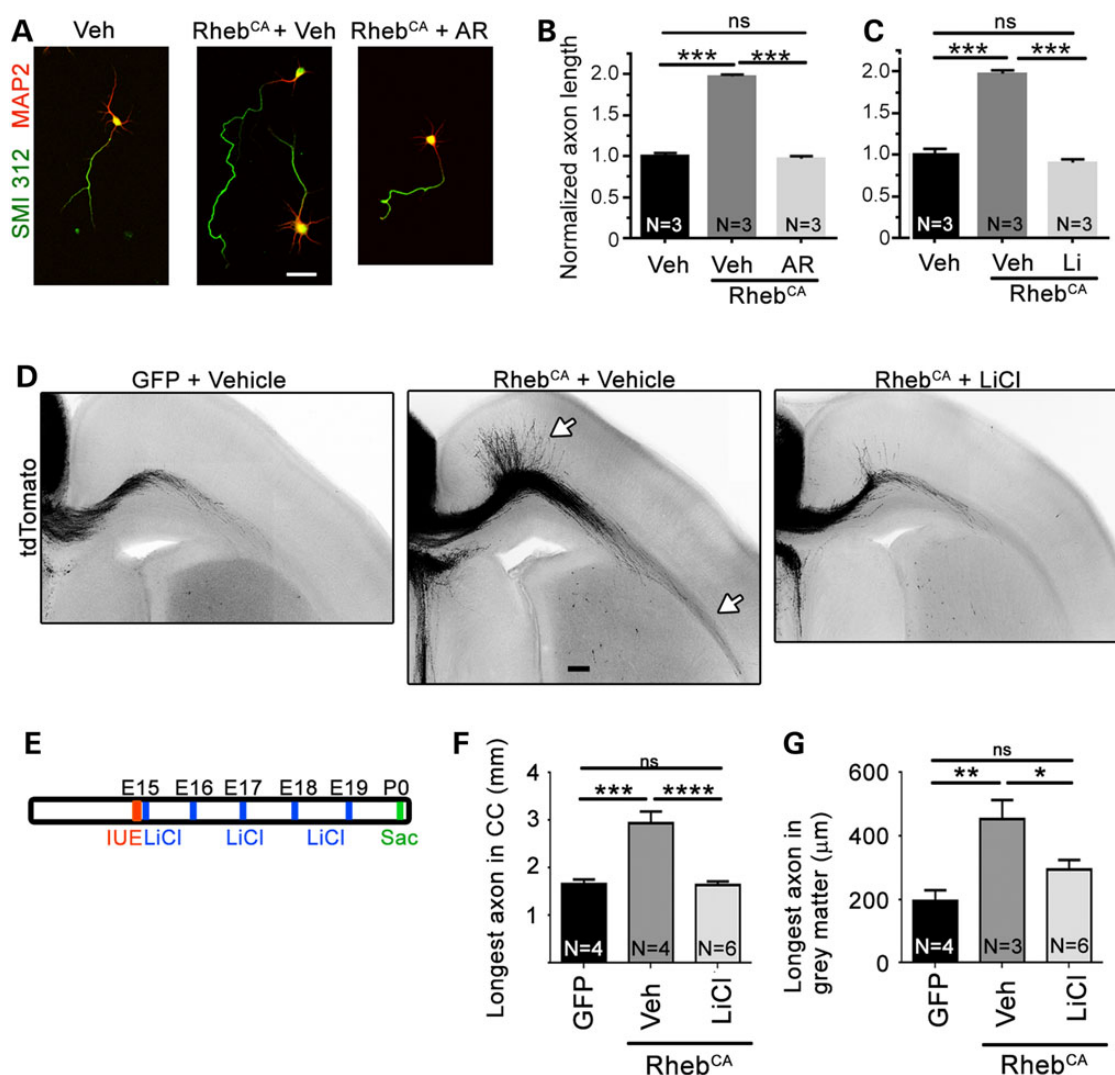 A
Veh
Rheb^CA + Veh
Rheb^CA + AR
SMI 312 MAP2
B
ns
*** ***
Normalized axon length
2.0
1.5
1.0
0.5
0
N=3 N=3 N=3
Veh Veh AR
Rheb^CA
C
ns
*** ***
2.0
1.5
1.0
0.5
0
N=3 N=3 N=3
Veh Veh Li
Rheb^CA
D
GFP + Vehicle
Rheb^CA + Vehicle
Rheb^CA + LiCl
tdTomato
E
E15 E16 E17 E18 E19 P0
IUE LiCl LiCl LiCl Sac
F
ns
*** ****
Longest axon in CC (mm)
4
3
2
1
N=4 N=4 N=6
GFP Veh LiCl
Rheb^CA
G
ns
** *
Longest axon in
grey matter (μm)
600
400
200
0
N=4 N=3 N=6
GFP Veh LiCl
Rheb^CA